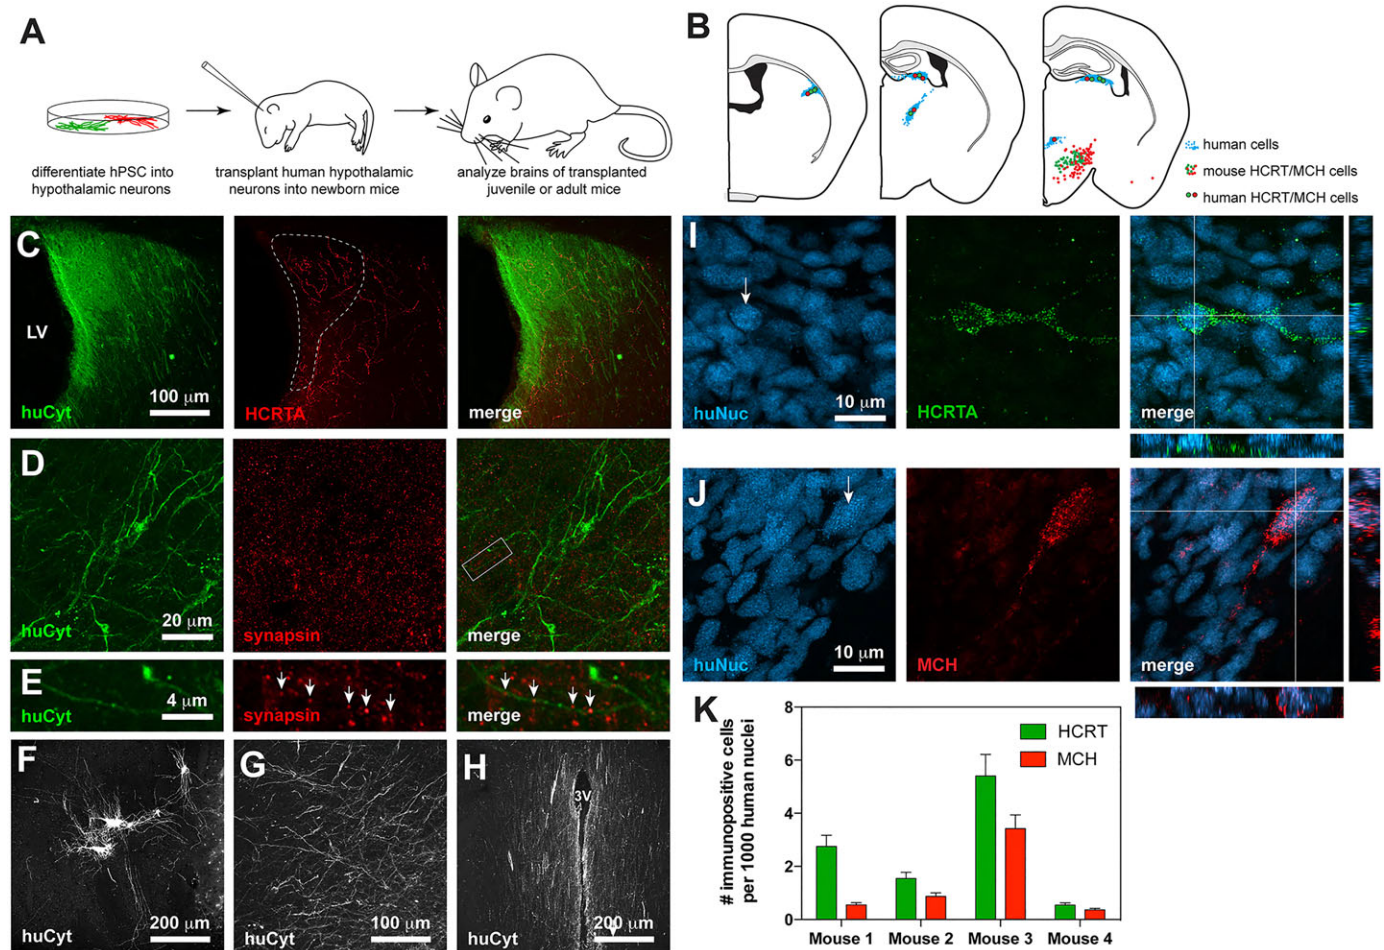 A
differentiate hPSC into
hypothalamic neurons
transplant human hypothalamic
neurons into newborn mice
analyze brains of transplanted
juvenile or adult mice
B
human cells
mouse HCRT/MCH cells
human HCRT/MCH cells
C
LV
100 μm
huCyt
HCRTA
merge
D
20 μm
huCyt
synapsin
merge
E
4 μm
huCyt
synapsin
merge
F
200 μm
huCyt
G
100 μm
huCyt
H
3V
200 μm
huCyt
I
10 μm
huNuc
HCRTA
merge
J
10 μm
huNuc
MCH
merge
K
# immunopositive cells
per 1000 human nuclei
8
6
4
2
0
HCRT
MCH
Mouse 1
Mouse 2
Mouse 3
Mouse 4